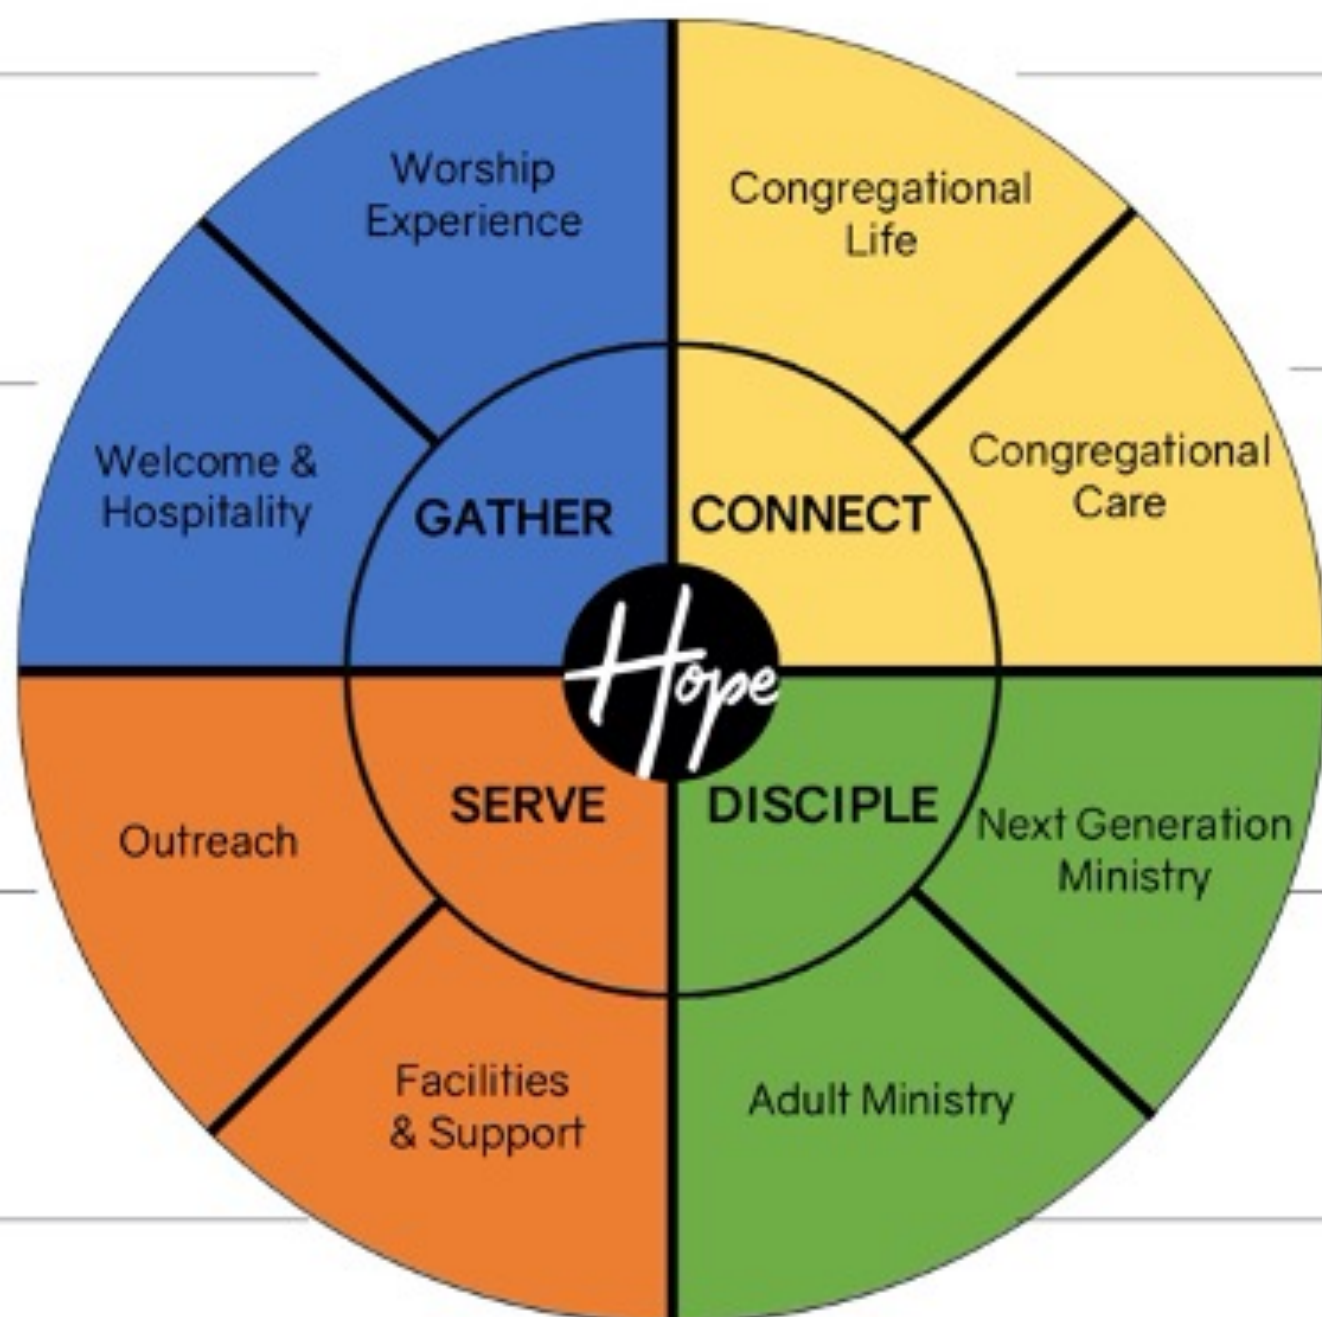 Worship
Experience
Congregational
Life
Welcome &
Hospitality
Congregational
Care
GATHER
CONNECT
Hope
SERVE
DISCIPLE
Outreach
Next Generation
Ministry
Facilities
& Support
Adult Ministry